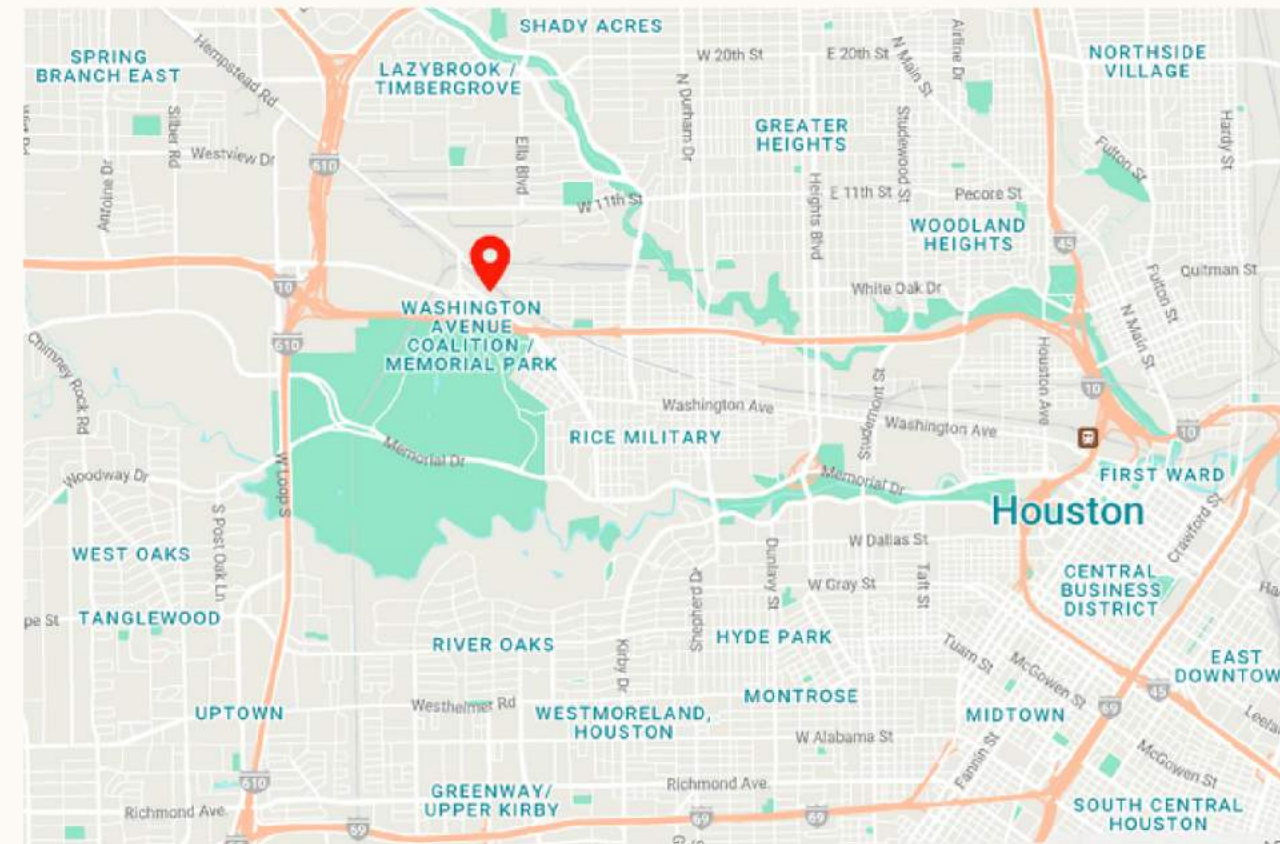 SHADY ACRES
SPRING
BRANCH EAST
Hempstead Rd
LAZYBROOK /
TIMBERGROVE
W 20th St
E 20th St
N Main St
Airline Dr
NORTHSIDE
VILLAGE
Silber Rd
Westview Dr
610
Ella Blvd
N Durham Dr
GREATER
HEIGHTS
Studewood St
Fulton St
Hardy St
Antoine Dr
W 11th St
Heights Blvd
E 11th St
Pecore St
WOODLAND
HEIGHTS
45
Quitman St
10
White Oak Dr
Fulton St
N Main St
WASHINGTON
AVENUE
COALITION /
MEMORIAL PARK
610
Chimney Rock Rd
Houston Ave
10
Washington Ave
Studemont St
Washington Ave
10
RICE MILITARY
Memorial Dr
Woodway Dr
W Loop S
Memorial Dr
FIRST WARD
Houston
Crawford St
S Post Oak Ln
WEST OAKS
W Dallas St
Dunlavy St
W Gray St
Taft St
CENTRAL
BUSINESS
DISTRICT
pe St
TANGLEWOOD
Shepherd Dr
RIVER OAKS
Kirby Dr
HYDE PARK
Tuam St
McGowen St
EAST
DOWNTOW
45
69
UPTOWN
Westheimer Rd
WESTMORELAND,
HOUSTON
MONTROSE
MIDTOWN
W Alabama St
Fannin St
McGowen St
610
Richmond Ave.
GREENWAY/
UPPER KIRBY
Richmond Ave.
69
69
69
SOUTH CENTRAL
HOUSTON